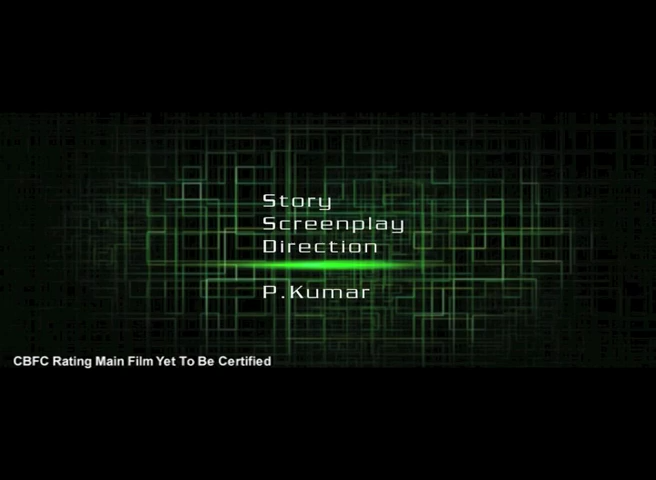 Story
Screenplay
Direction
P.Kumar
CBFC Rating Main Film Yet To Be Certified